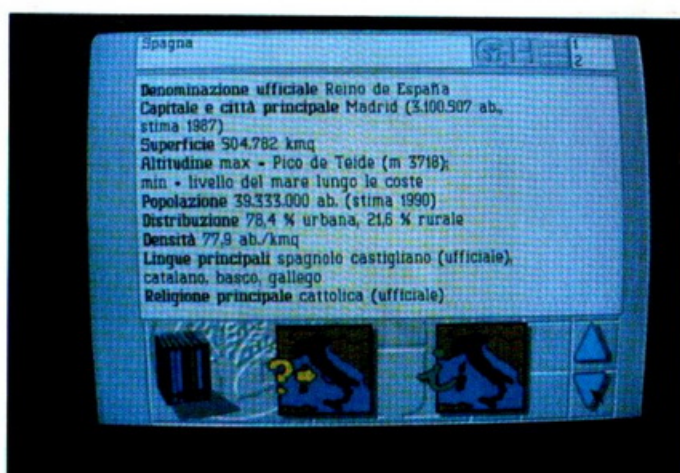 Spagna
1
2
Denominazione ufficiale Reino de España
Capitale e città principale Madrid (3.100.507 ab.,
stima 1987)
Superficie 504.782 kmq
Altitudine max - Pico de Teide (m 3718);
min - livello del mare lungo le coste
Popolazione 39.333.000 ab. (stima 1990)
Distribuzione 78,4 % urbana, 21,6 % rurale
Densità 77,9 ab./kmq
Lingue principali spagnolo castigliano (ufficiale),
catalano, basco, gallego
Religione principale cattolica (ufficiale)
?